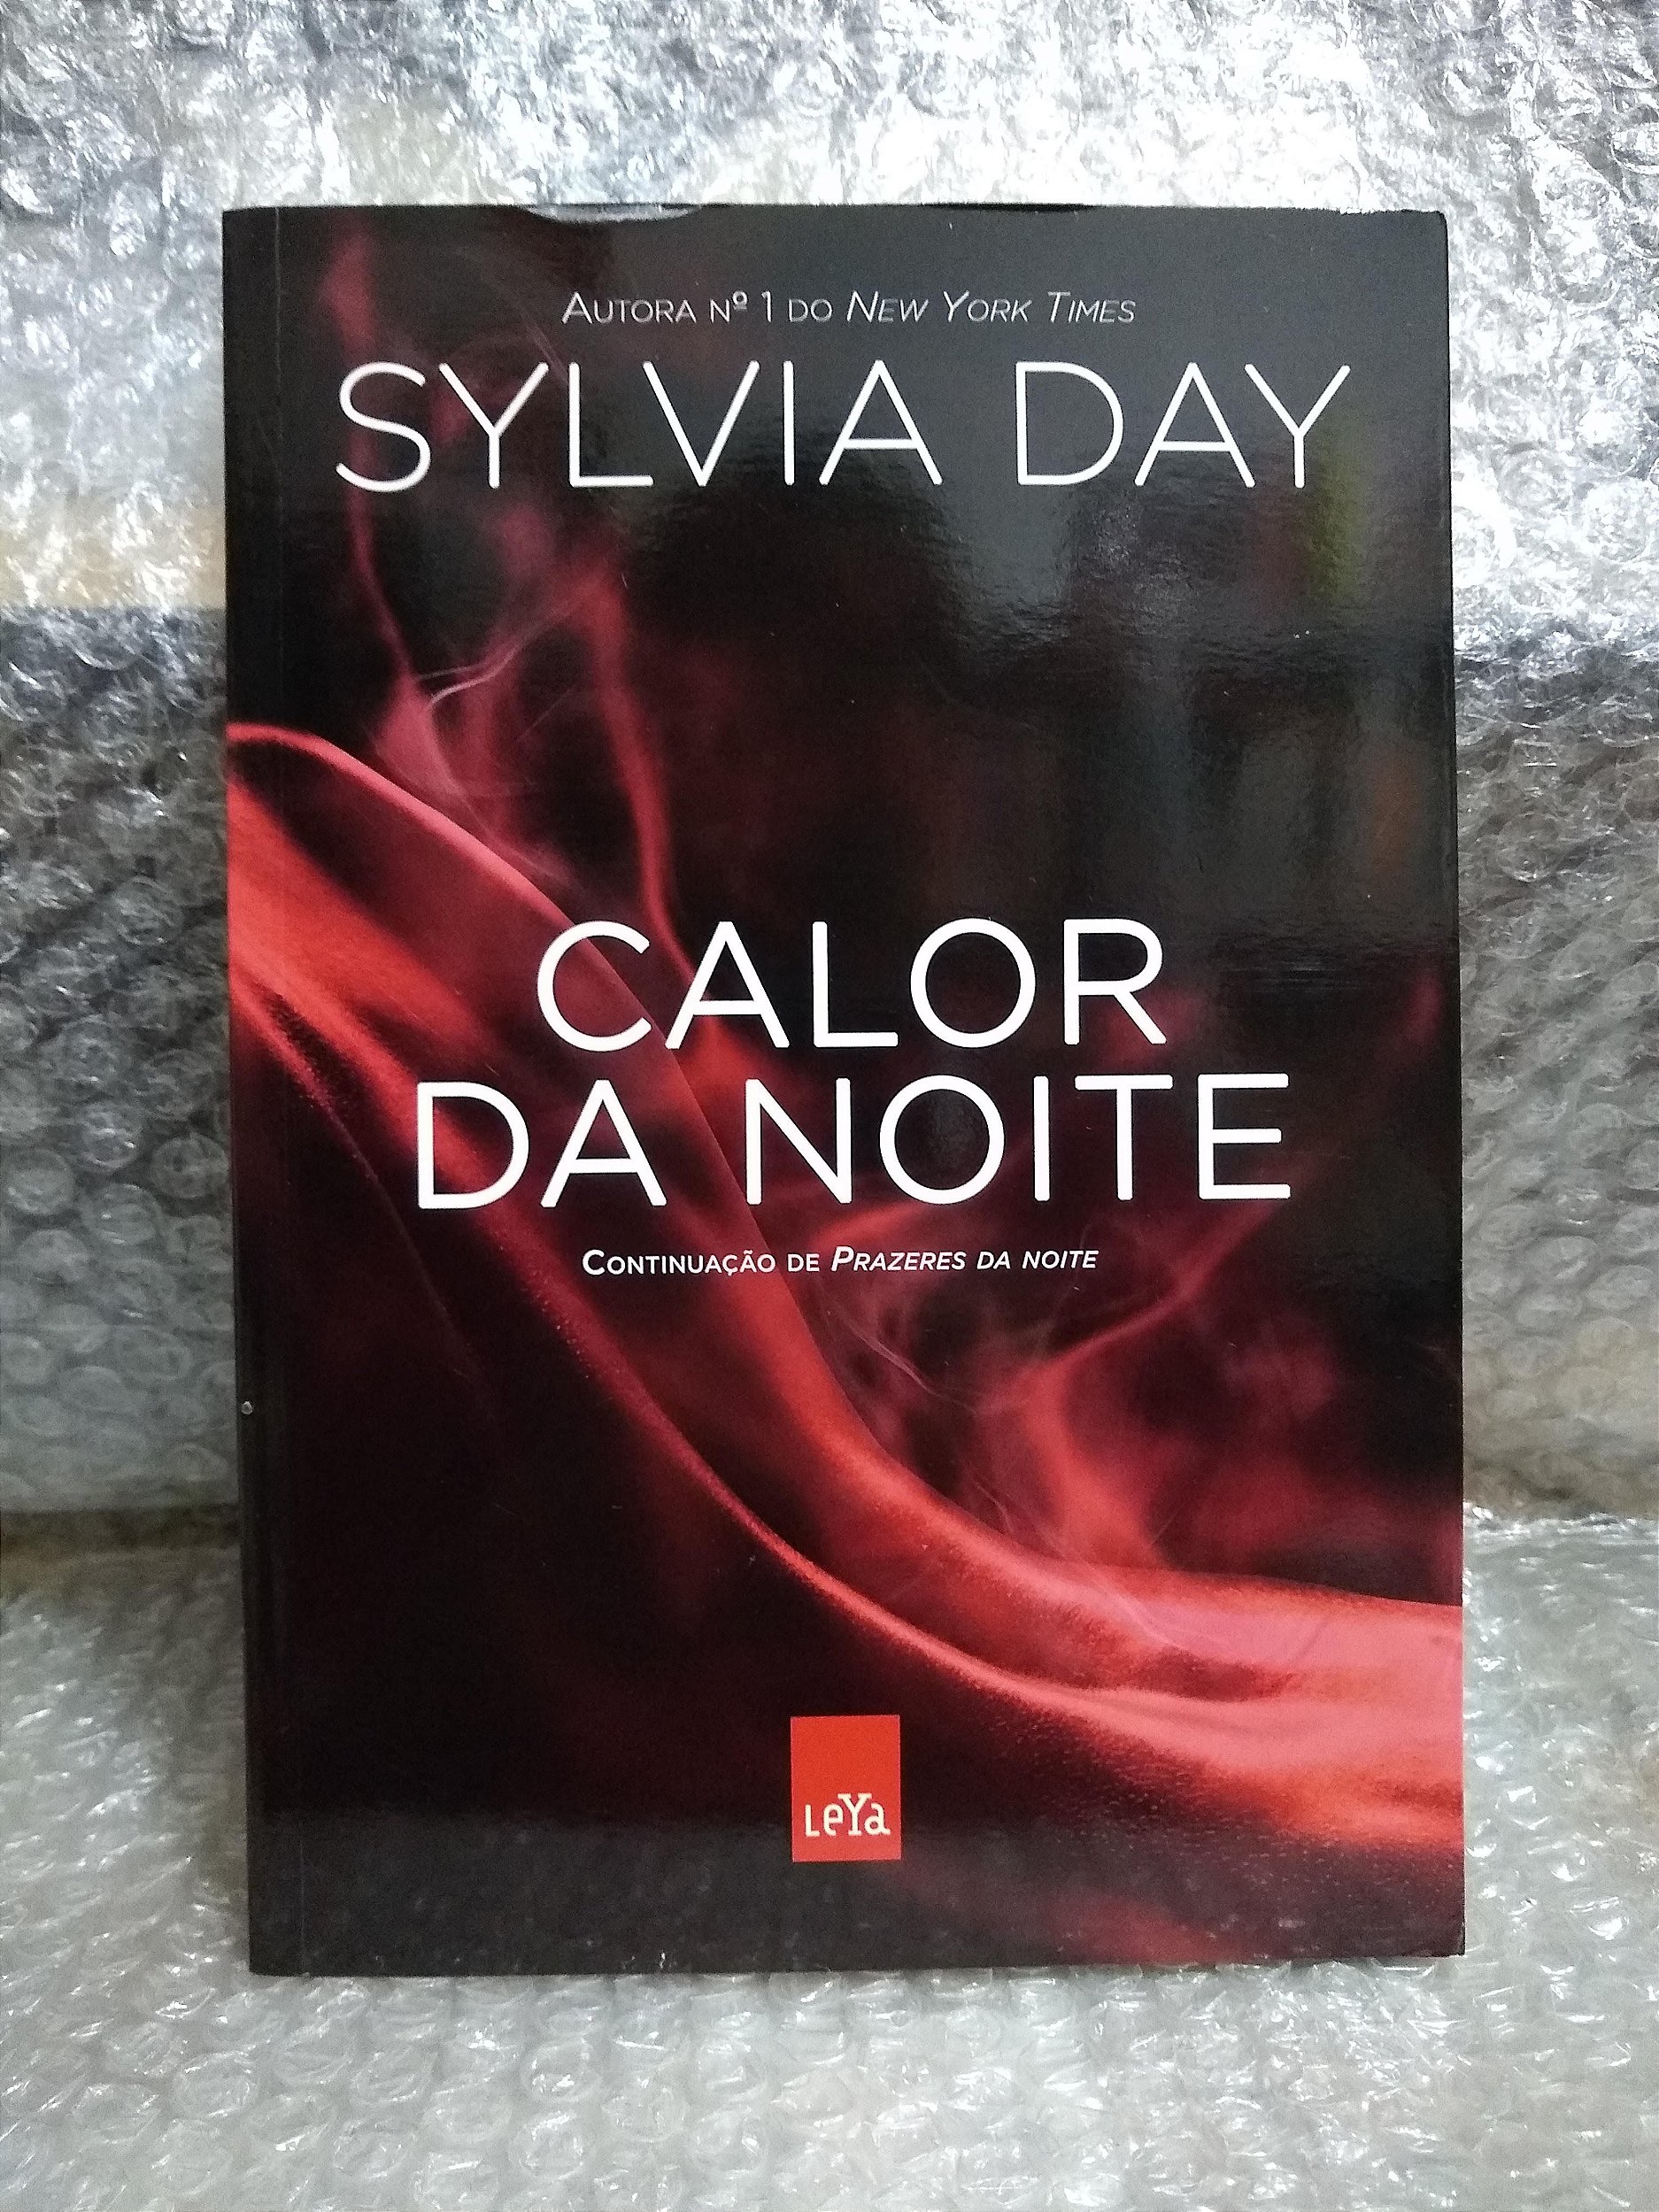 AUTORA Nº 1 DO NEW YORK TIMES
SYLVIA DAY
CALOR
DA NOITE
CONTINUAÇÃO DE PRAZERES DA NOITE
LeYa